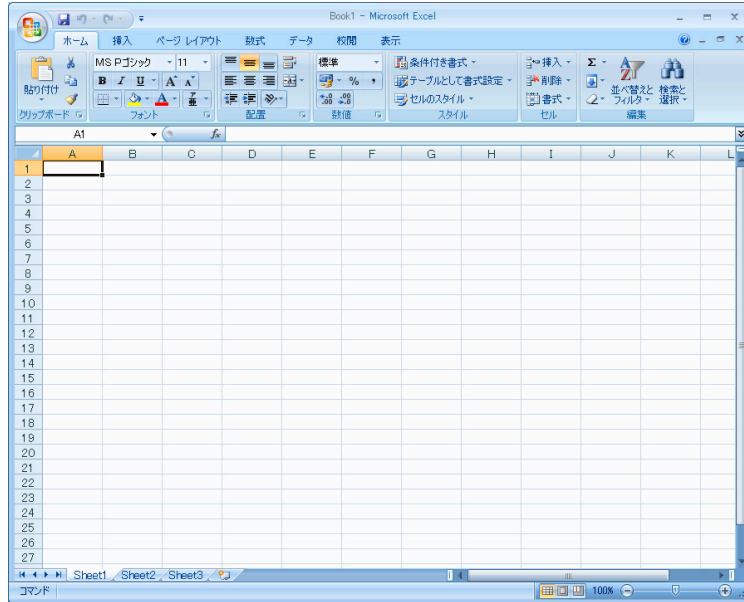 Book1 - Microsoft Excel
ホーム 挿入 ページ レイアウト 数式 データ 校閲 表示
貼り付け
MS Pゴシック 11
B I U A A
標準
% ,
条件付き書式
テーブルとして書式設定
セルのスタイル
挿入
削除
書式
Σ
並べ替えと フィルタ
検索と 選択
クリップボード フォント 配置 数値 スタイル セル 編集
A1 fx
A B C D E F G H I J K L
1
2
3
4
5
6
7
8
9
10
11
12
13
14
15
16
17
18
19
20
21
22
23
24
25
26
27
Sheet1 Sheet2 Sheet3
コマンド 100%